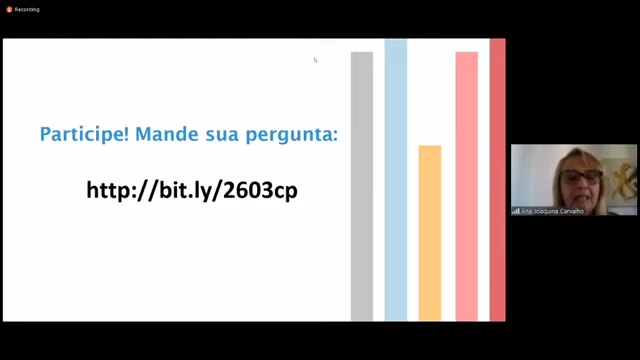 Recording
Participe! Mande sua pergunta:
http://bit.ly/2603cp
Ana Joaquina Carvalho